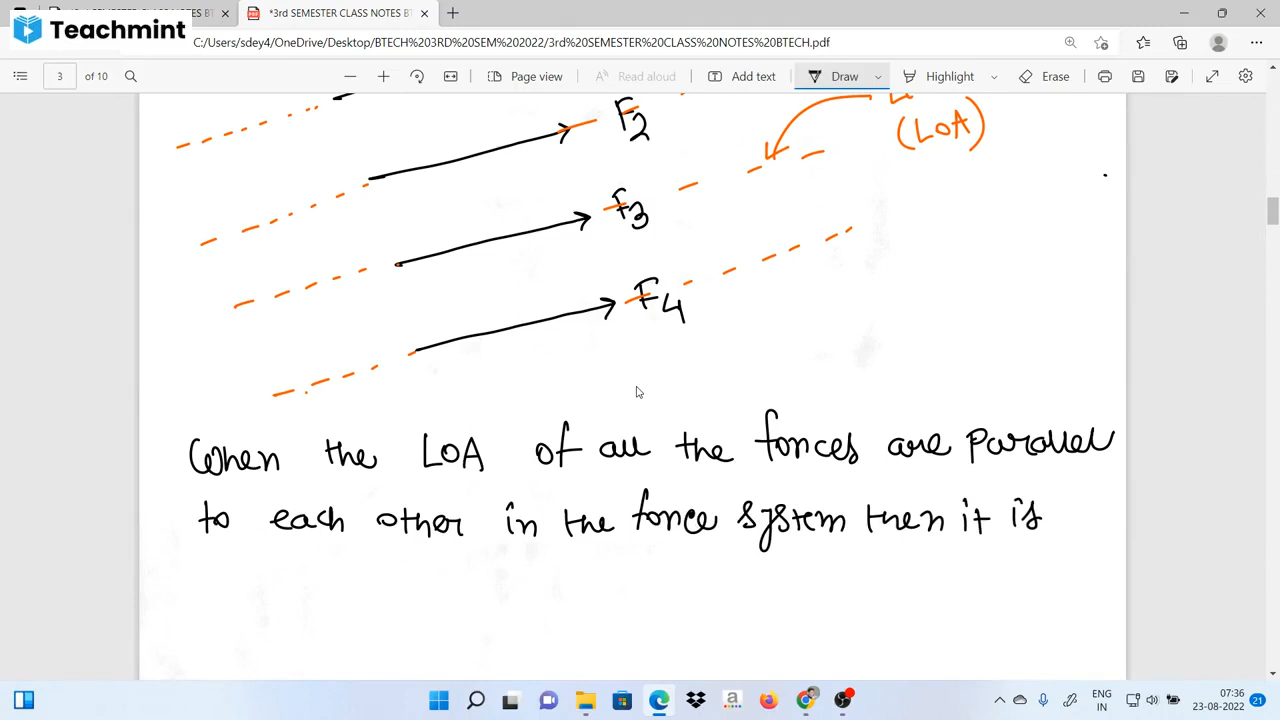 *3rd SEMESTER CLASS NOTES BT
Teachmint
C:/Users/sdey4/OneDrive/Desktop/BTECH%203RD%20SEM%202022/3rd%20SEMESTER%20CLASS%20NOTES%20BTECH.pdf
3 of 10 Page view Read aloud Add text Draw Highlight Erase
F2
(LOA)
F3
F4
When the LOA of all the forces are parallel
to each other in the force system then it is
ENG
IN
07:36
23-08-2022
21